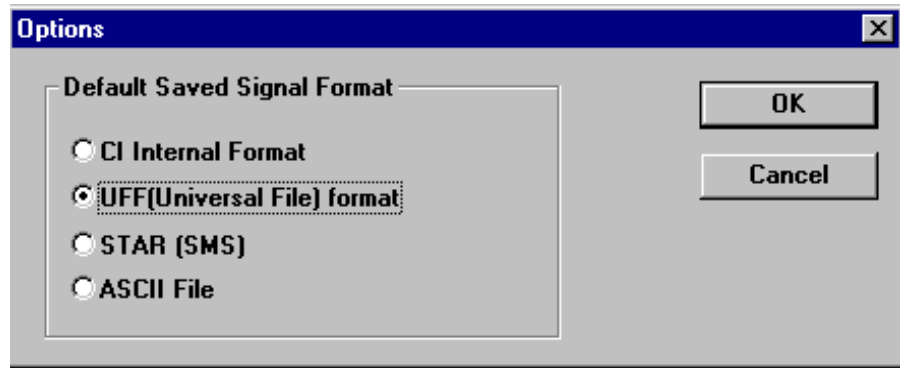 Options
Default Saved Signal Format
CI Internal Format
UFF(Universal File) format
STAR (SMS)
ASCII File
OK
Cancel